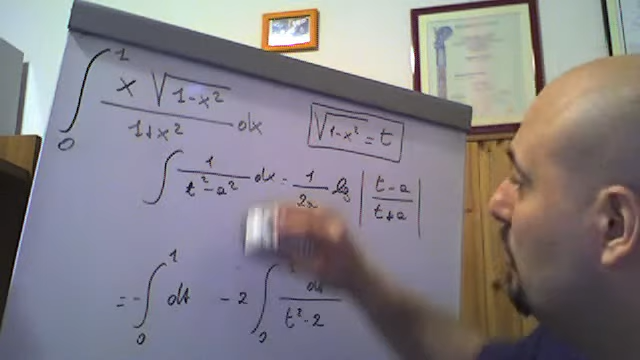 ∫₀¹ x √(1-x²) / (1+x²) dx
√(1-x²) = t
∫ 1/(t²-a²) dx = 1/2a log |(t-a)/(t+a)|
= -∫₀¹ dt - 2 ∫₀¹ dt/(t²-2)